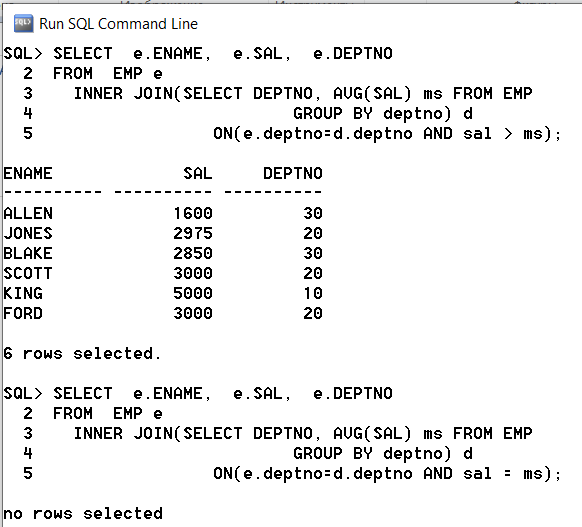 Run SQL Command Line
SQL> SELECT  e.ENAME,  e.SAL,  e.DEPTNO
  2  FROM  EMP e
  3    INNER JOIN(SELECT DEPTNO, AVG(SAL) ms FROM EMP
  4                          GROUP BY deptno) d
  5                  ON(e.deptno=d.deptno AND sal > ms);
ENAME             SAL     DEPTNO
---------- ---------- ----------
ALLEN            1600         30
JONES            2975         20
BLAKE            2850         30
SCOTT            3000         20
KING             5000         10
FORD             3000         20
6 rows selected.
SQL> SELECT  e.ENAME,  e.SAL,  e.DEPTNO
  2  FROM  EMP e
  3    INNER JOIN(SELECT DEPTNO, AVG(SAL) ms FROM EMP
  4                          GROUP BY deptno) d
  5                  ON(e.deptno=d.deptno AND sal = ms);
no rows selected